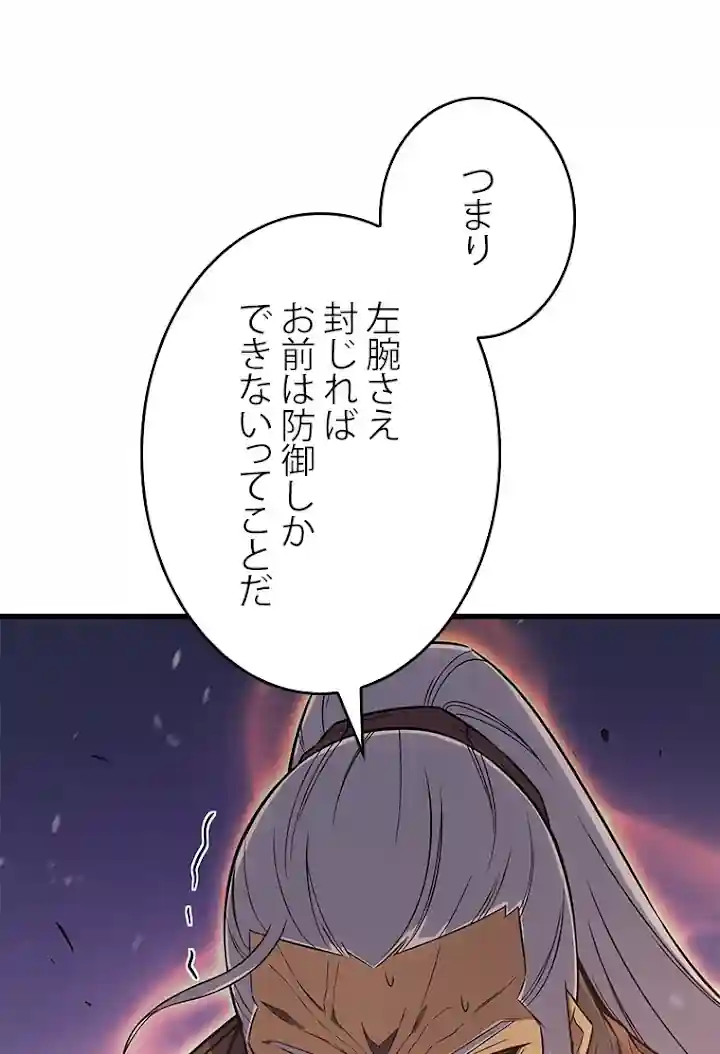 つまり
左腕さえ
封じれば
お前は防御しか
できないってことだ